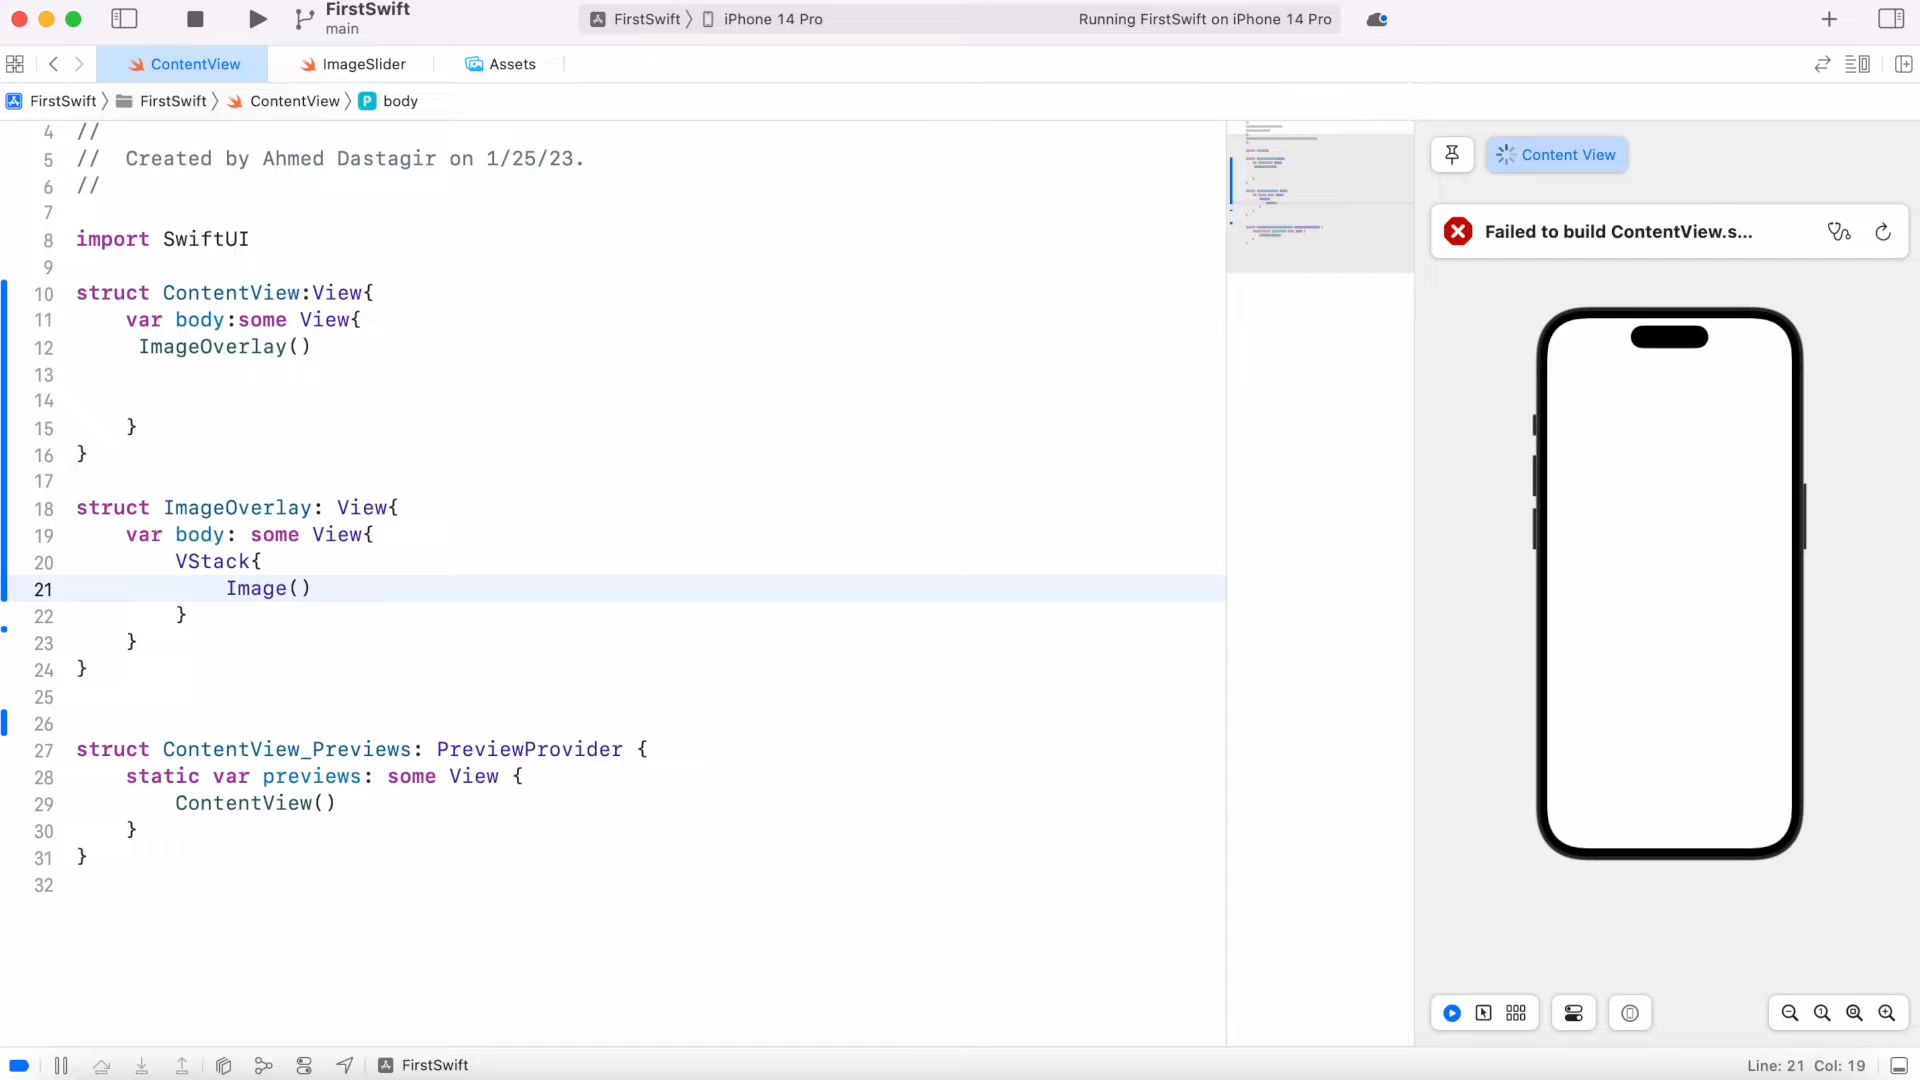 FirstSwift
main
FirstSwift 〉 iPhone 14 Pro
Running FirstSwift on iPhone 14 Pro
ContentView
ImageSlider
Assets
FirstSwift 〉 FirstSwift 〉 ContentView 〉 P body
4 //
5 //  Created by Ahmed Dastagir on 1/25/23.
6 //
7
8 import SwiftUI
9
10 struct ContentView:View{
11     var body:some View{
12      ImageOverlay()
13
14
15     }
16 }
17
18 struct ImageOverlay: View{
19     var body: some View{
20         VStack{
21             Image()
22         }
23     }
24 }
25
26
27 struct ContentView_Previews: PreviewProvider {
28     static var previews: some View {
29         ContentView()
30     }
31 }
32
Content View
Failed to build ContentView.s...
FirstSwift
Line: 21 Col: 19